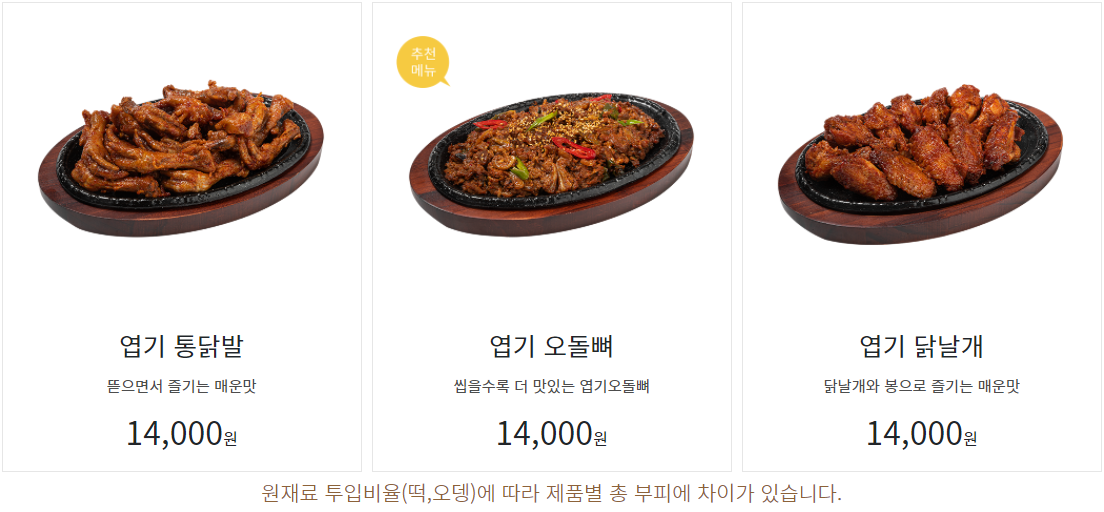 추천
메뉴
엽기 통닭발
뜯으면서 즐기는 매운맛
14,000원
엽기 오돌뼈
씹을수록 더 맛있는 엽기오돌뼈
14,000원
엽기 닭날개
닭날개와 봉으로 즐기는 매운맛
14,000원
원재료 투입비율(떡,오뎅)에 따라 제품별 총 부피에 차이가 있습니다.